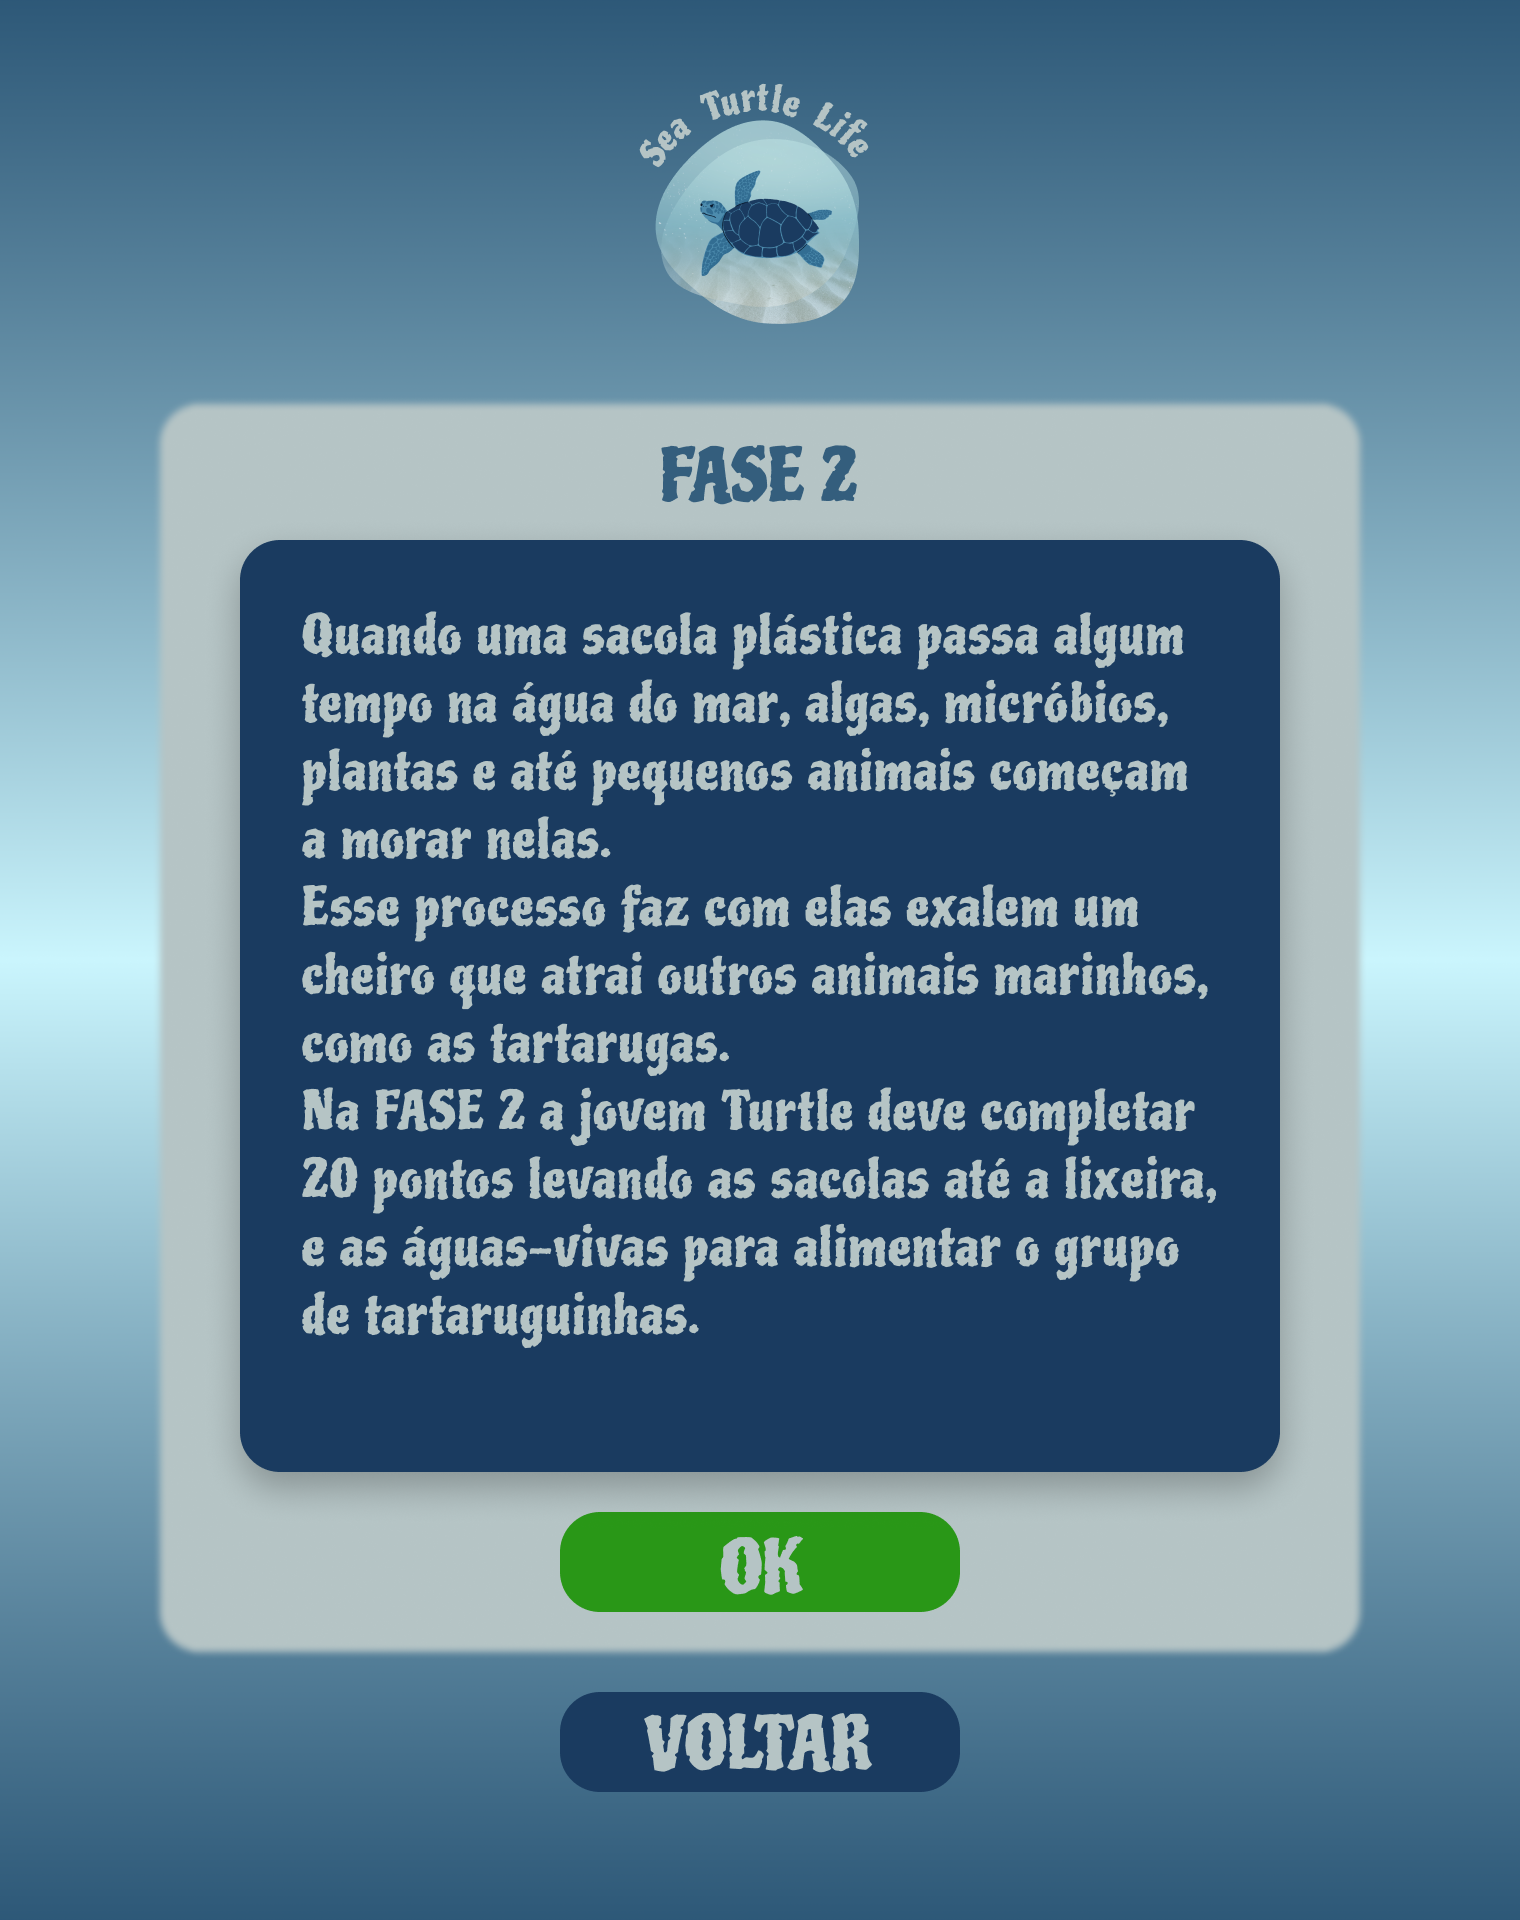 Sea Turtle Life
FASE 2
Quando uma sacola plástica passa algum
tempo na água do mar, algas, micróbios,
plantas e até pequenos animais começam
a morar nelas.
Esse processo faz com elas exalem um
cheiro que atrai outros animais marinhos,
como as tartarugas.
Na FASE 2 a jovem Turtle deve completar
20 pontos levando as sacolas até a lixeira,
e as águas-vivas para alimentar o grupo
de tartaruguinhas.
OK
VOLTAR